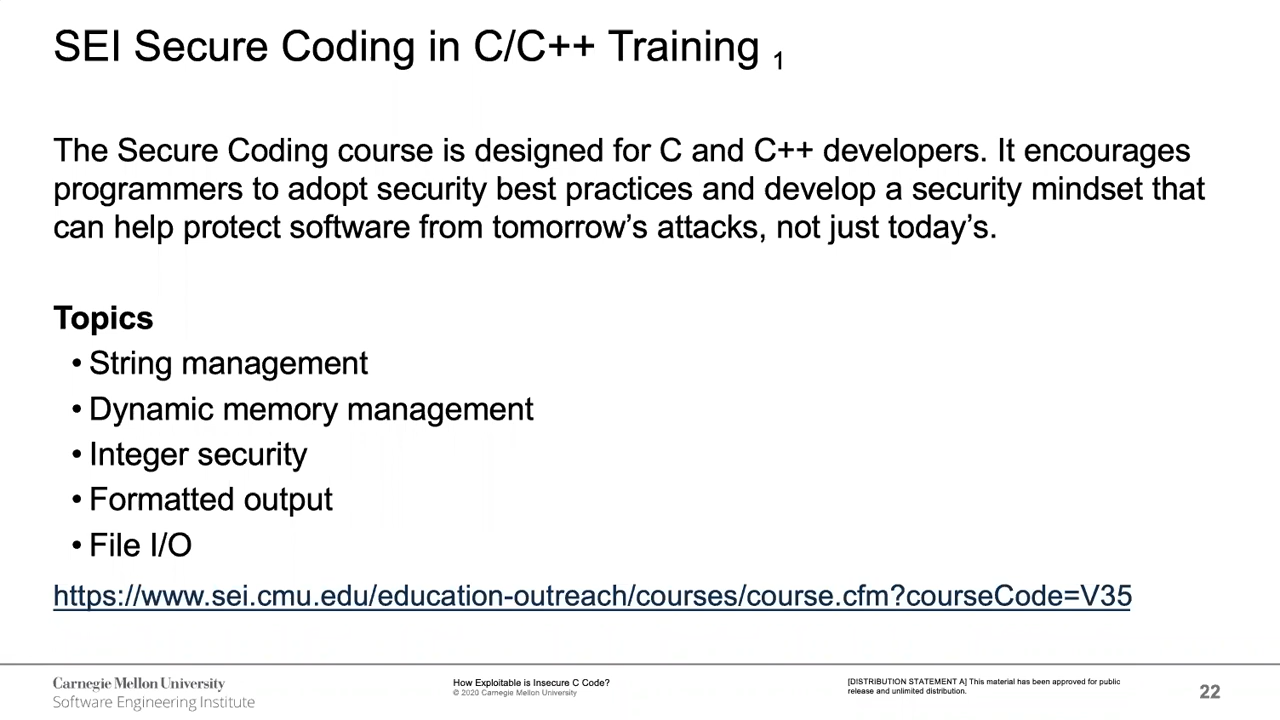 SEI Secure Coding in C/C++ Training 1
The Secure Coding course is designed for C and C++ developers. It encourages
programmers to adopt security best practices and develop a security mindset that
can help protect software from tomorrow’s attacks, not just today’s.
Topics
• String management
• Dynamic memory management
• Integer security
• Formatted output
• File I/O
https://www.sei.cmu.edu/education-outreach/courses/course.cfm?courseCode=V35
Carnegie Mellon University
Software Engineering Institute
How Exploitable is Insecure C Code?
© 2020 Carnegie Mellon University
[DISTRIBUTION STATEMENT A] This material has been approved for public
release and unlimited distribution.
22